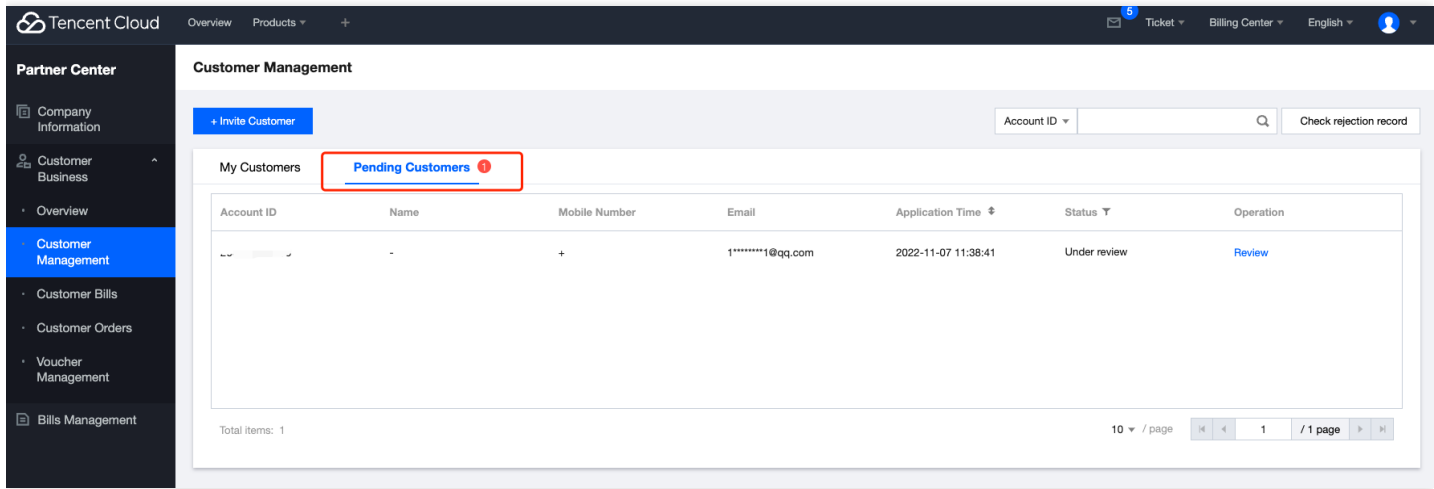 Tencent Cloud Overview Products + 5 Ticket Billing Center English
Partner Center
Company
Information
Customer
Business
Overview
Customer
Management
Customer Bills
Customer Orders
Voucher
Management
Bills Management
Customer Management
+ Invite Customer Account ID Check rejection record
My Customers Pending Customers 1
Account ID Name Mobile Number Email Application Time Status Operation
- + 1********1@qq.com 2022-11-07 11:38:41 Under review Review
Total items: 1 10 / page 1 / 1 page